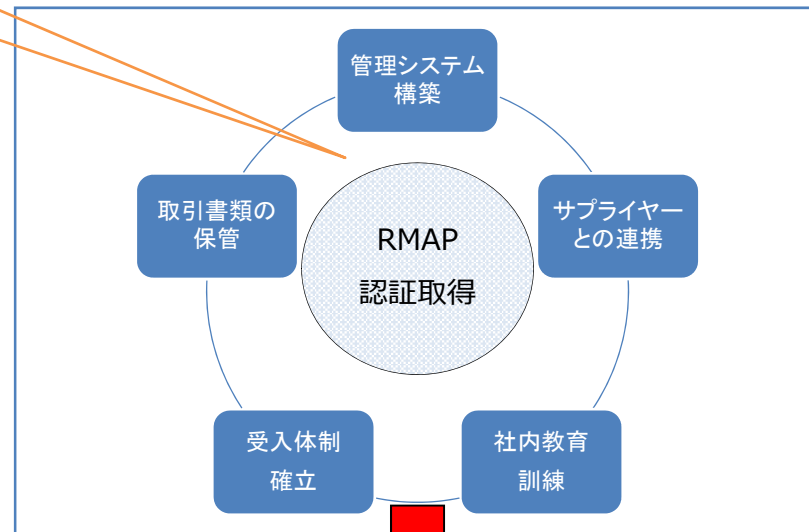 管理システム
構築
取引書類の
保管
サプライヤー
との連携
RMAP
認証取得
受入体制
確立
社内教育
訓練